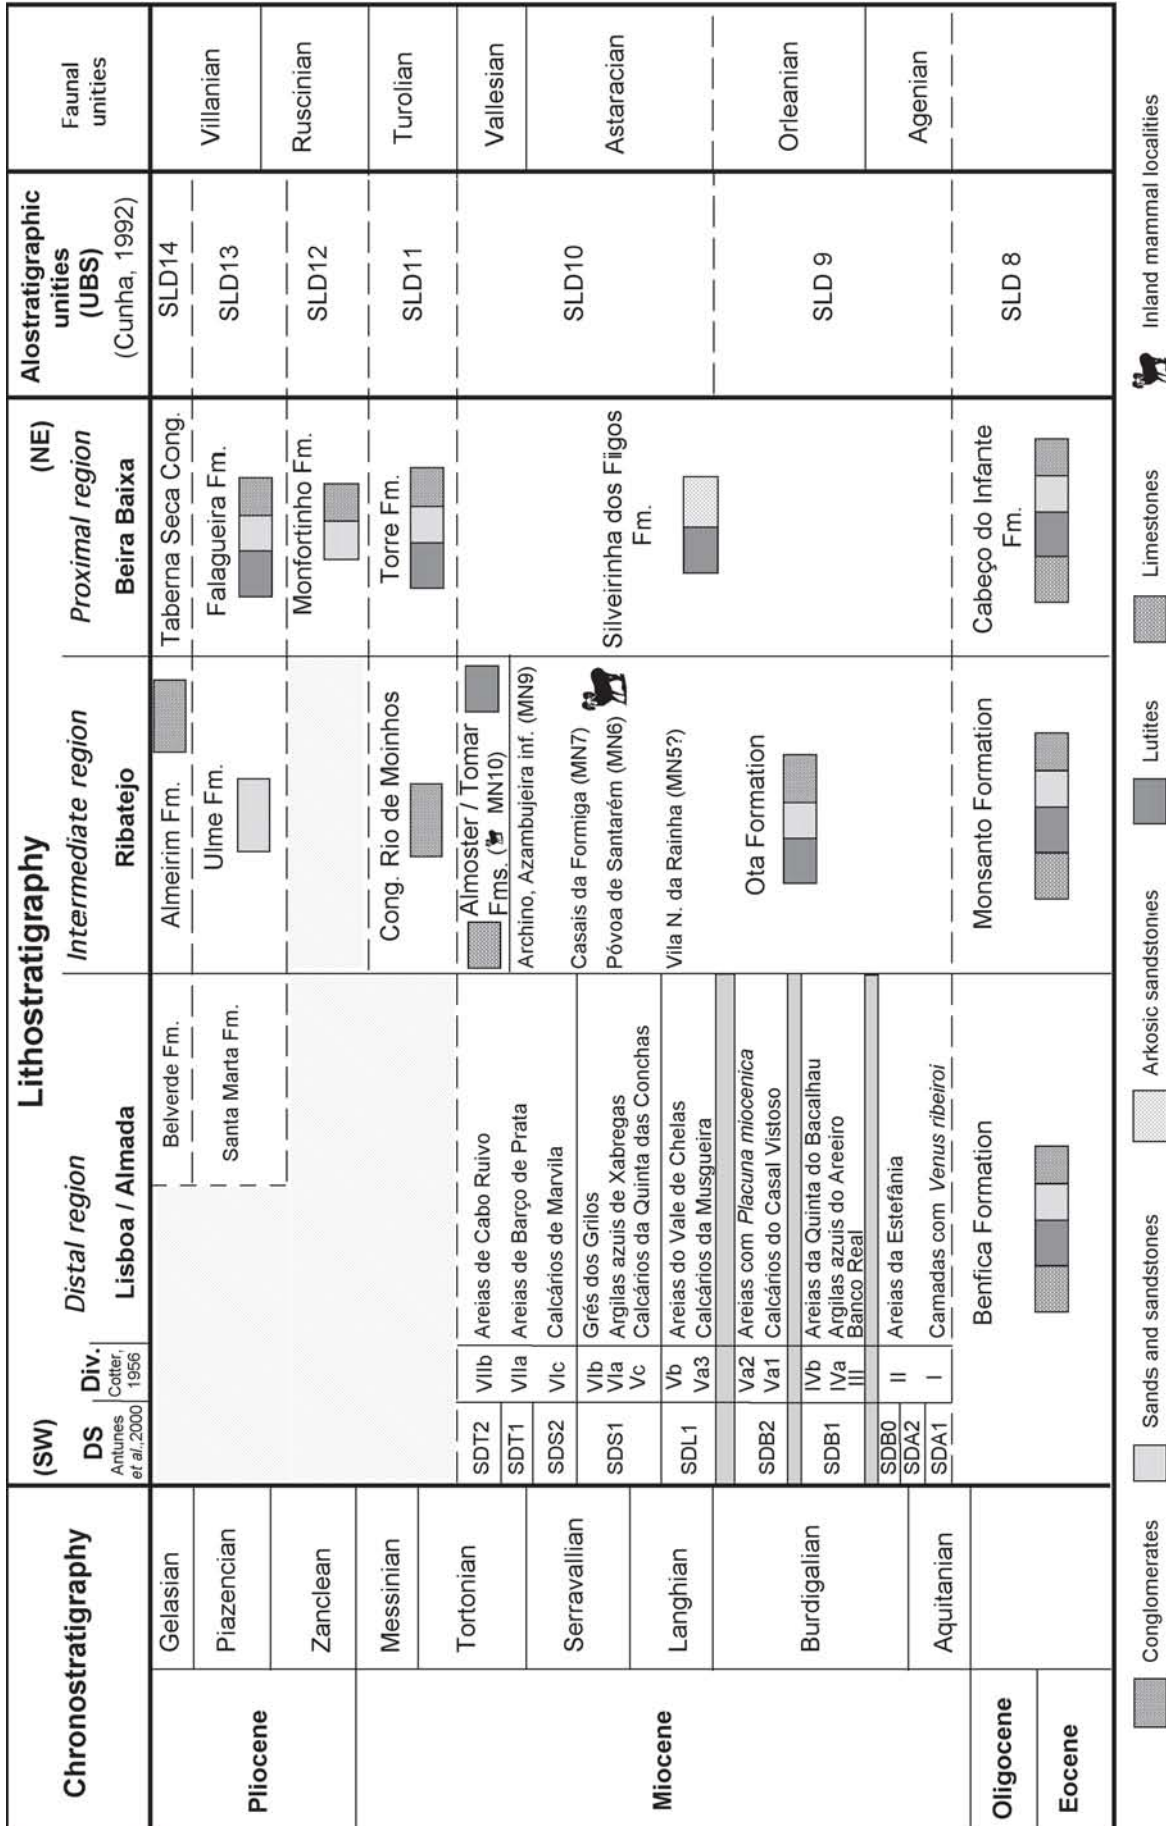 Chronostratigraphy
Lithostratigraphy
Alostratigraphic
unities
(UBS)
(Cunha, 1992)
Faunal
unities
(SW)
(NE)
DS
Antunes
et al.,2000
Div.
Cotter,
1956
Distal region
Lisboa / Almada
Intermediate region
Ribatejo
Proximal region
Beira Baixa
Pliocene
Gelasian
Piazencian
Zanclean
Miocene
Messinian
Tortonian
Serravallian
Langhian
Burdigalian
Aquitanian
Oligocene
Eocene
SDT2
SDT1
SDS2
SDS1
SDL1
SDB2
SDB1
SDB0
SDA2
SDA1
VIIb
VIIa
VIc
VIb
VIa
Vc
Vb
Va3
Va2
Va1
IVb
IVa
III
II
I
Belverde Fm.
Santa Marta Fm.
Areias de Cabo Ruivo
Areias de Barço de Prata
Calcários de Marvila
Grés dos Grilos
Argilas azuis de Xabregas
Calcários da Quinta das Conchas
Areias do Vale de Chelas
Calcários da Musgueira
Areias com Placuna miocenica
Calcários do Casal Vistoso
Areias da Quinta do Bacalhau
Argilas azuis do Areeiro
Banco Real
Areias da Estefânia
Camadas com Venus ribeiroi
Benfica Formation
Almeirim Fm.
Ulme Fm.
Cong. Rio de Moinhos
Almoster / Tomar
Fms. ( MN10)
Archino, Azambujeira inf. (MN9)
Casais da Formiga (MN7)
Póvoa de Santarém (MN6)
Vila N. da Rainha (MN5?)
Ota Formation
Monsanto Formation
Taberna Seca Cong.
Falagueira Fm.
Monfortinho Fm.
Torre Fm.
Silveirinha dos Fiigos
Fm.
Cabeço do Infante
Fm.
SLD14
SLD13
SLD12
SLD11
SLD10
SLD 9
SLD 8
Villanian
Ruscinian
Turolian
Vallesian
Astaracian
Orleanian
Agenian
Conglomerates
Sands and sandstones
Arkosic sandstones
Lutites
Limestones
Inland mammal localities